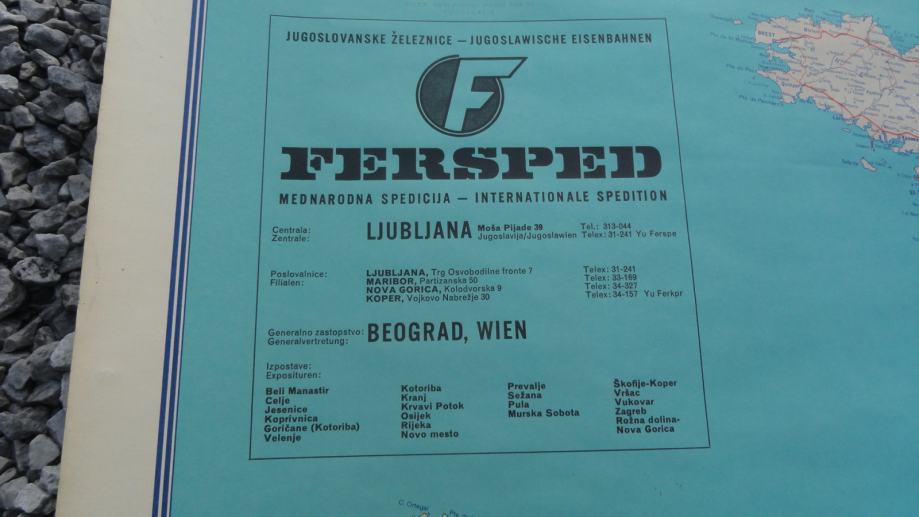 JUGOSLOVANSKE ŽELEZNICE — JUGOSLAWISCHE EISENBAHNEN
F
FERSPED
MEDNARODNA SPEDICIJA — INTERNATIONALE SPEDITION
Centrala: LJUBLJANA Moša Pijade 39 Tel.: 313-044
Zentrale: Jugoslavija/Jugoslawien Telex: 31-241 Yu Ferspe
Poslovalnice: LJUBLJANA, Trg Osvobodilne fronte 7 Telex: 31-241
Filialen: MARIBOR, Partizanska 50 Telex: 33-169
NOVA GORICA, Kolodvorska 9 Telex: 34-327
KOPER, Vojkovo Nabrežje 30 Telex: 34-157 Yu Ferkpr
Generalno zastopstvo: BEOGRAD, WIEN
Generalvertretung:
Izpostave:
Exposituren:
Beli Manastir
Celje
Jesenice
Koprivnica
Goričane (Kotoriba)
Velenje
Kotoriba
Kranj
Krvavi Potok
Osijek
Rijeka
Novo mesto
Prevalje
Sežana
Pula
Murska Sobota
Škofije-Koper
Vršac
Vukovar
Zagreb
Rožna dolina-
Nova Gorica
BREST
C. Ortegal